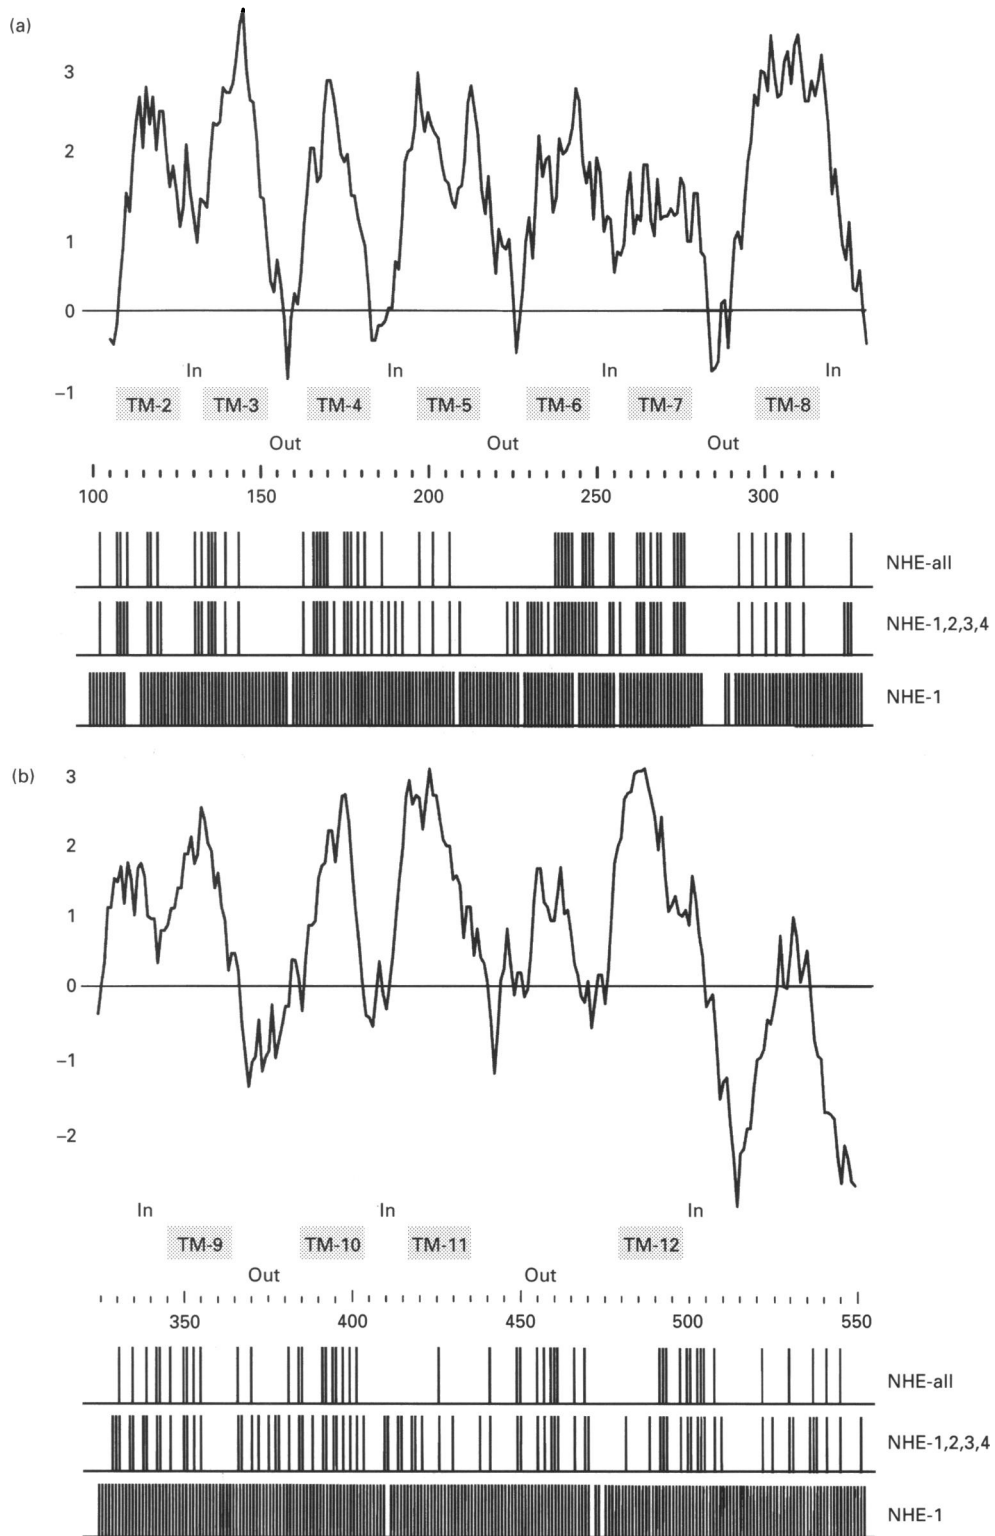 (a)
3
2
1
0
−1
In In In In
TM-2 TM-3 TM-4 TM-5 TM-6 TM-7 TM-8
Out Out Out
100 150 200 250 300
NHE-all
NHE-1,2,3,4
NHE-1
(b)
3
2
1
0
−1
−2
In In In
TM-9 TM-10 TM-11 TM-12
Out Out
350 400 450 500 550
NHE-all
NHE-1,2,3,4
NHE-1